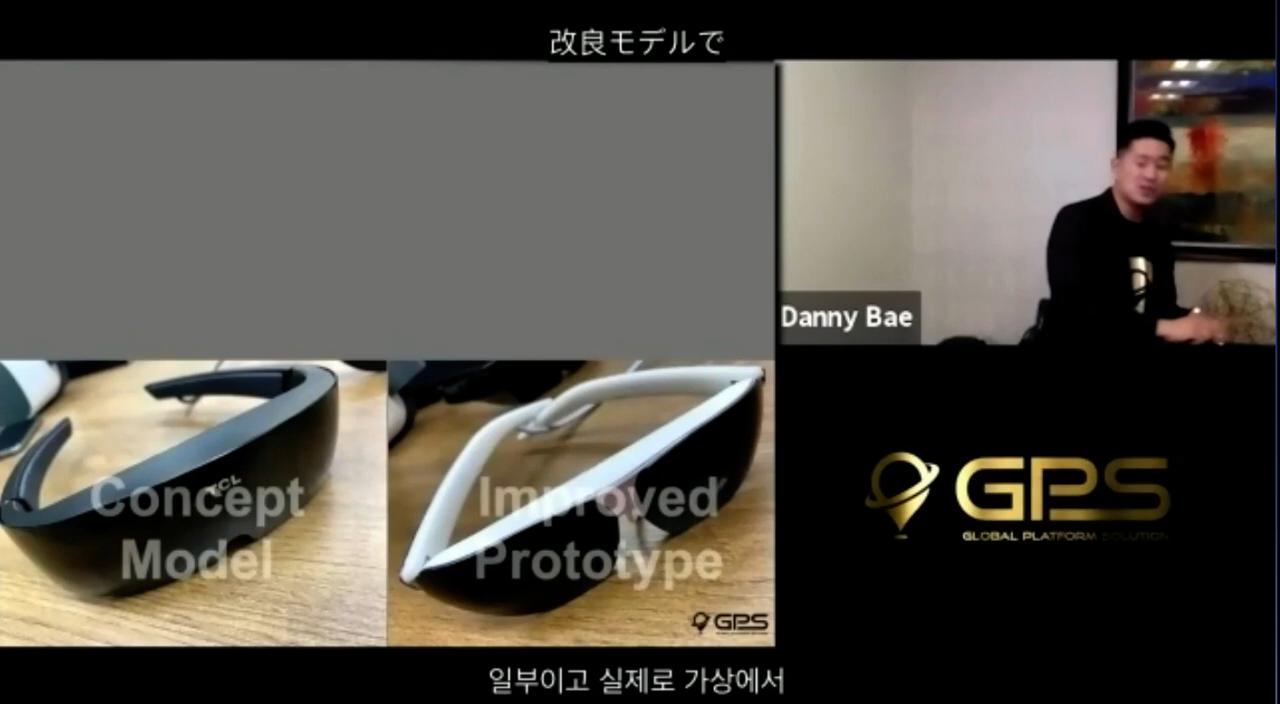 改良モデルで
Danny Bae
TCL
Concept
Model
Improved
Prototype
GPS
GPS
GLOBAL PLATFORM SOLUTION
일부이고 실제로 가상에서